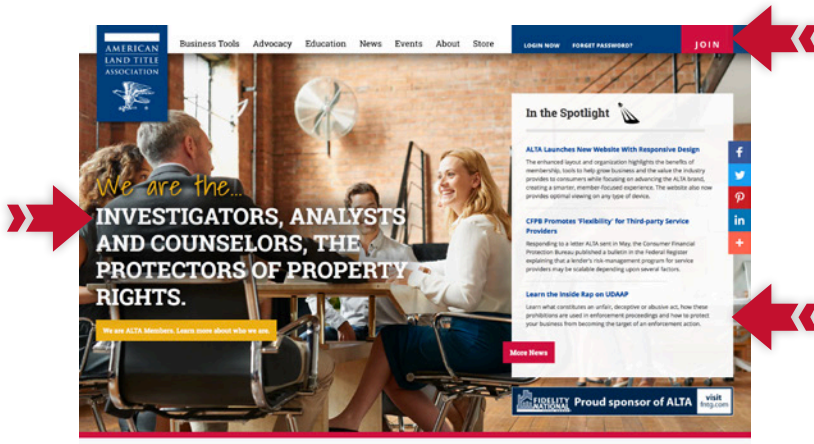 AMERICAN
LAND TITLE
ASSOCIATION
Business Tools Advocacy Education News Events About Store
LOGIN NOW FORGET PASSWORD?
JOIN
We are the...
INVESTIGATORS, ANALYSTS
AND COUNSELORS, THE
PROTECTORS OF PROPERTY
RIGHTS.
We are ALTA Members. Learn more about who we are.
In the Spotlight
ALTA Launches New Website With Responsive Design
The enhanced layout and organization highlights the benefits of
membership, tools to help grow business and the value the industry
provides to consumers while focusing on advancing the ALTA brand,
creating a smarter, member-focused experience. The website also now
provides optimal viewing on any type of device.
CFPB Promotes 'Flexibility' for Third-party Service
Providers
Responding to a letter ALTA sent in May, the Consumer Financial
Protection Bureau published a bulletin in the Federal Register
explaining that a lender's risk management program for service
providers may be scalable depending upon several factors.
Learn the Inside Rap on UDAAP
Learn what constitutes an unfair, deceptive or abusive act, how these
prohibitions are used in enforcement proceedings and how to protect
your business from becoming the target of an enforcement action.
More News
f
in
+
FIDELITY
NATIONAL
Proud sponsor of ALTA
visit
fntg.com